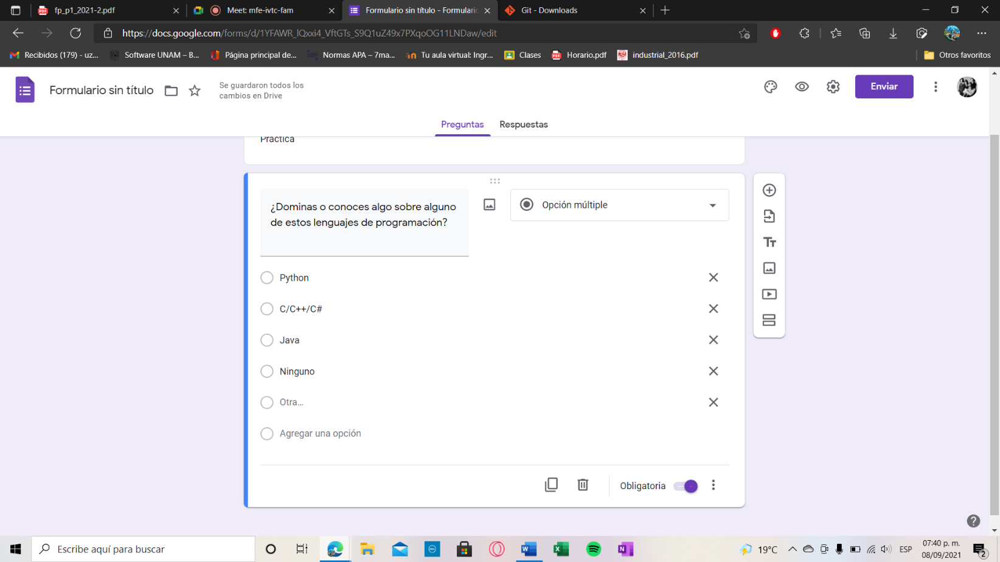 fp_p1_2021-2.pdf
Meet: mfe-ivtc-fam
Formulario sin título - Formulario
Git - Downloads
https://docs.google.com/forms/d/1YFAWR_lQxxi4_VftGTs_S9Q1uZ49x7PXqoOG11LNDaw/edit
Recibidos (179) - uz...
Software UNAM – B...
Página principal de...
Normas APA – 7ma...
Tu aula virtual: Ingr...
Clases
Horario.pdf
industrial_2016.pdf
Otros favoritos
Formulario sin título
Se guardaron todos los
cambios en Drive
Enviar
Preguntas
Respuestas
Práctica
¿Dominas o conoces algo sobre alguno
de estos lenguajes de programación?
Opción múltiple
Python
C/C++/C#
Java
Ninguno
Otra...
Agregar una opción
Obligatoria
Escribe aquí para buscar
19°C
ESP
07:40 p. m.
08/09/2021
2